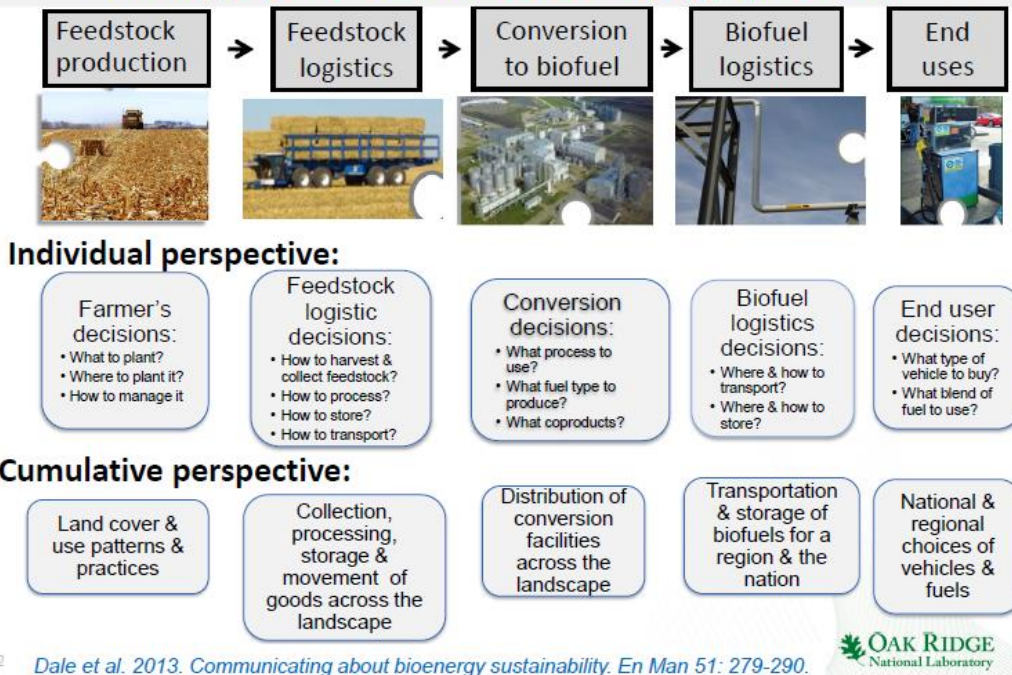 Feedstock
production
Feedstock
logistics
Conversion
to biofuel
Biofuel
logistics
End
uses
Individual perspective:
Farmer's
decisions:
• What to plant?
• Where to plant it?
• How to manage it
Feedstock
logistic
decisions:
• How to harvest &
collect feedstock?
• How to process?
• How to store?
• How to transport?
Conversion
decisions:
• What process to
use?
• What fuel type to
produce?
• What coproducts?
Biofuel
logistics
decisions:
• Where & how to
transport?
• Where & how to
store?
End user
decisions:
• What type of
vehicle to buy?
• What blend of
fuel to use?
Cumulative perspective:
Land cover &
use patterns &
practices
Collection,
processing,
storage &
movement of
goods across the
landscape
Distribution of
conversion
facilities
across the
landscape
Transportation
& storage of
biofuels for a
region & the
nation
National &
regional
choices of
vehicles &
fuels
2
Dale et al. 2013. Communicating about bioenergy sustainability. En Man 51: 279-290.
OAK RIDGE
National Laboratory